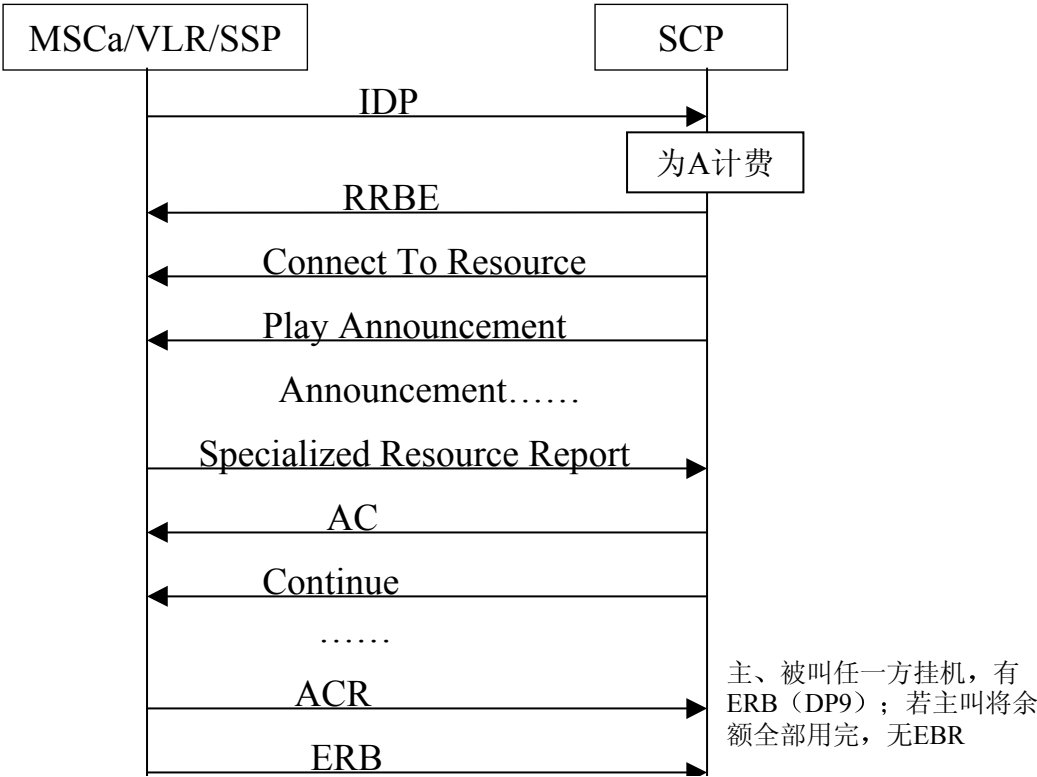 MSCa/VLR/SSP
SCP
IDP
为A计费
RRBE
Connect To Resource
Play Announcement
Announcement……
Specialized Resource Report
AC
Continue
……
ACR
主、被叫任一方挂机，有
ERB（DP9）；若主叫将余
额全部用完，无EBR
ERB